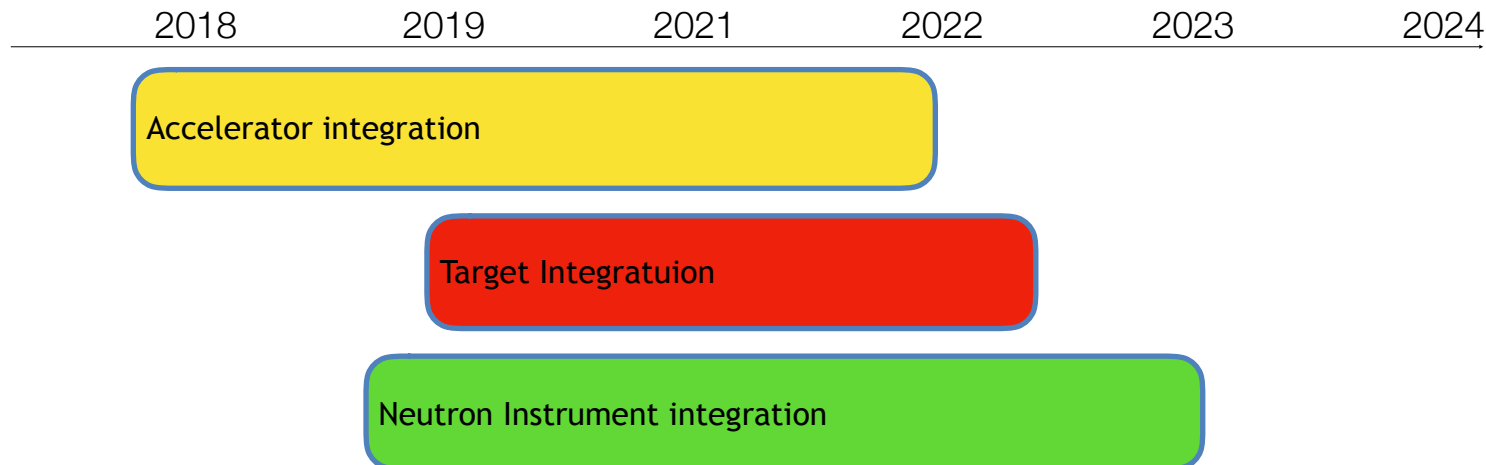 2018 2019 2021 2022 2023 2024
Accelerator integration
Target Integratuion
Neutron Instrument integration